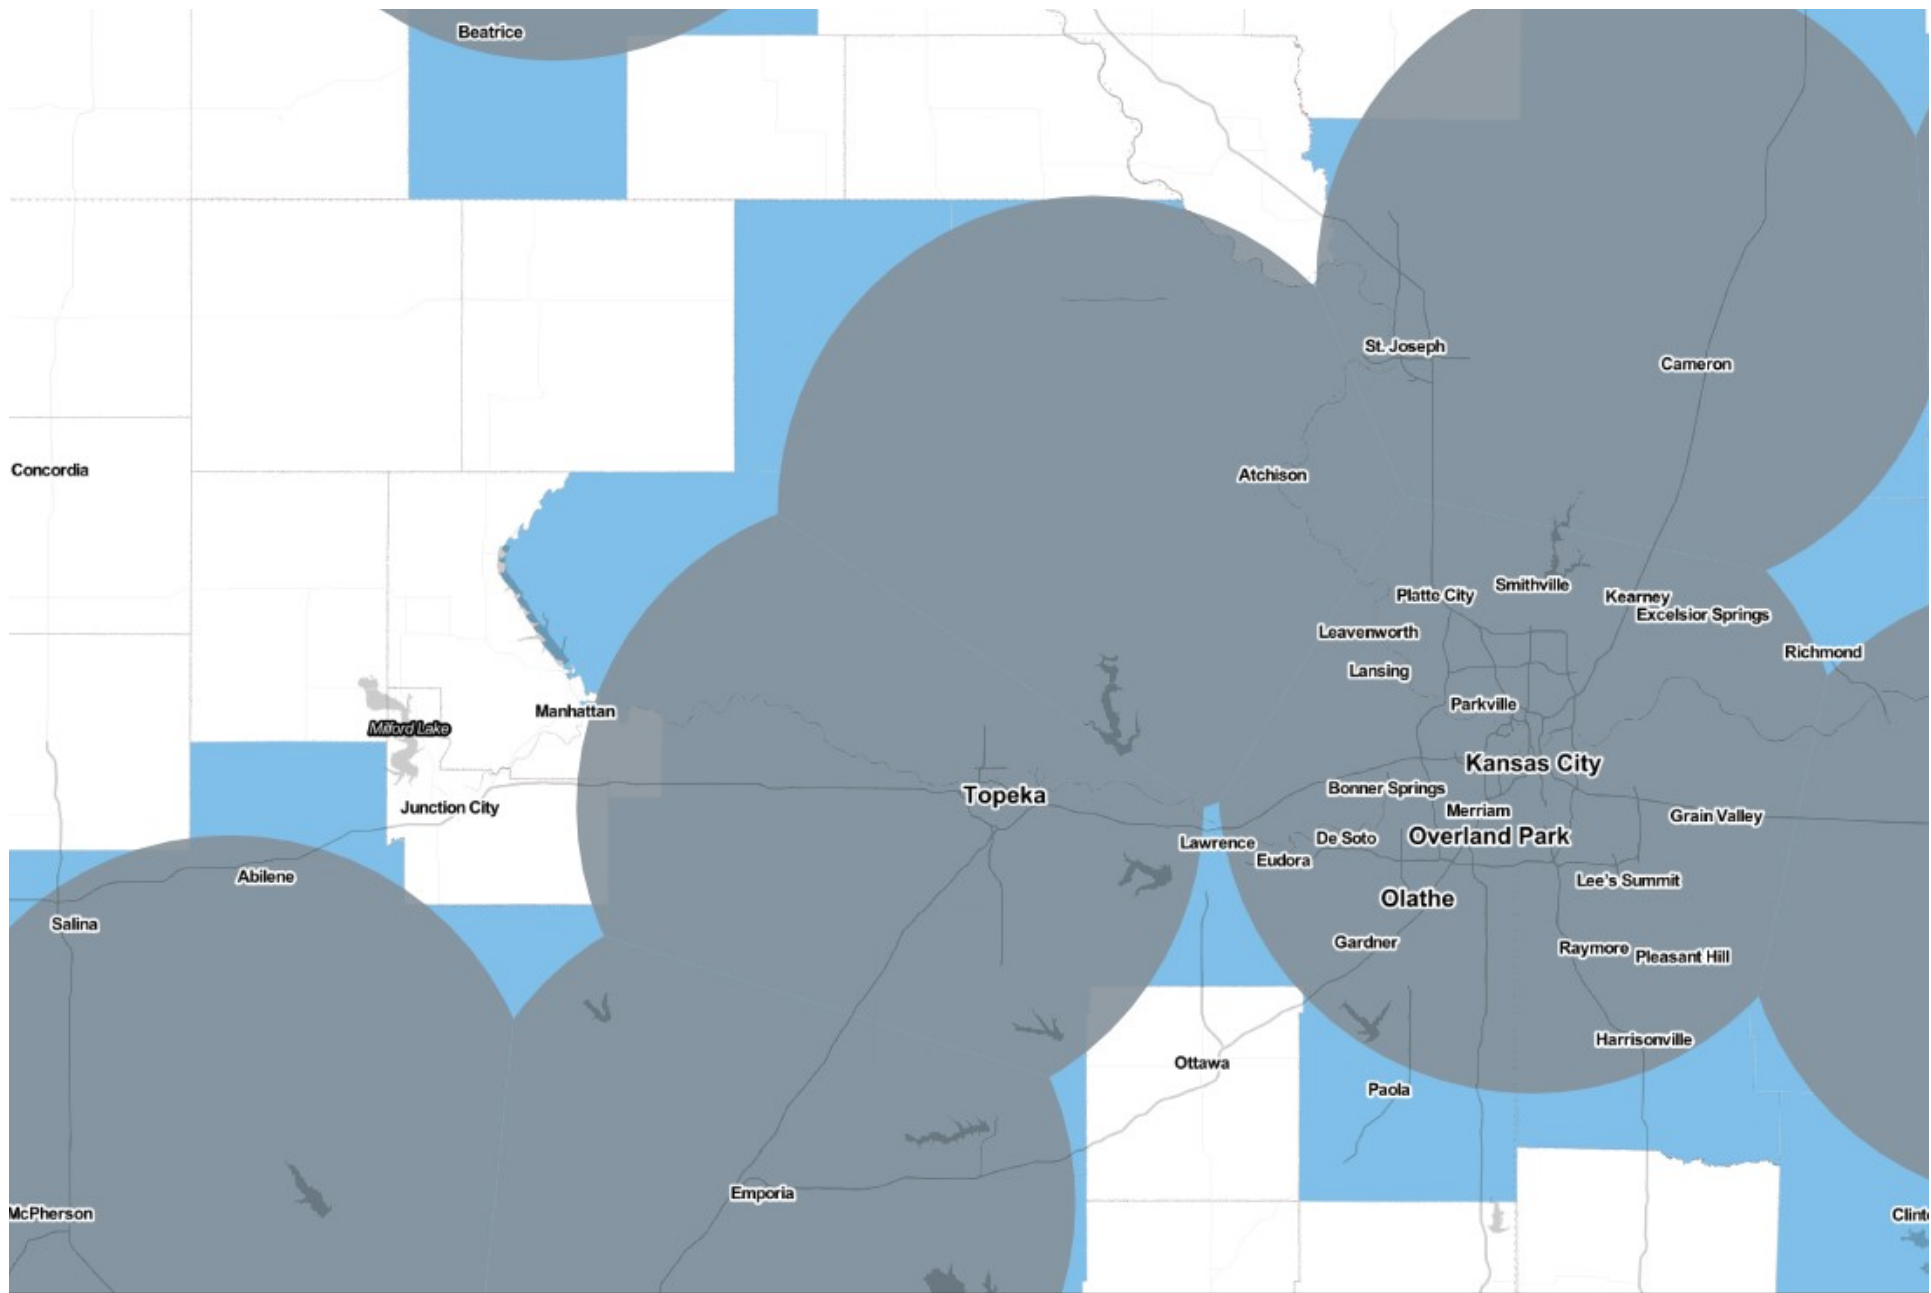 Beatrice
St. Joseph
Cameron
Concordia
Atchison
Smithville
Platte City
Kearney
Excelsior Springs
Leavenworth
Richmond
Lansing
Parkville
Manhattan
Milford Lake
Kansas City
Bonner Springs
Topeka
Junction City
Merriam
Grain Valley
Overland Park
De Soto
Lawrence
Eudora
Abilene
Lee's Summit
Olathe
Salina
Gardner
Raymore
Pleasant Hill
Harrisonville
Ottawa
Paola
Emporia
McPherson
Clint